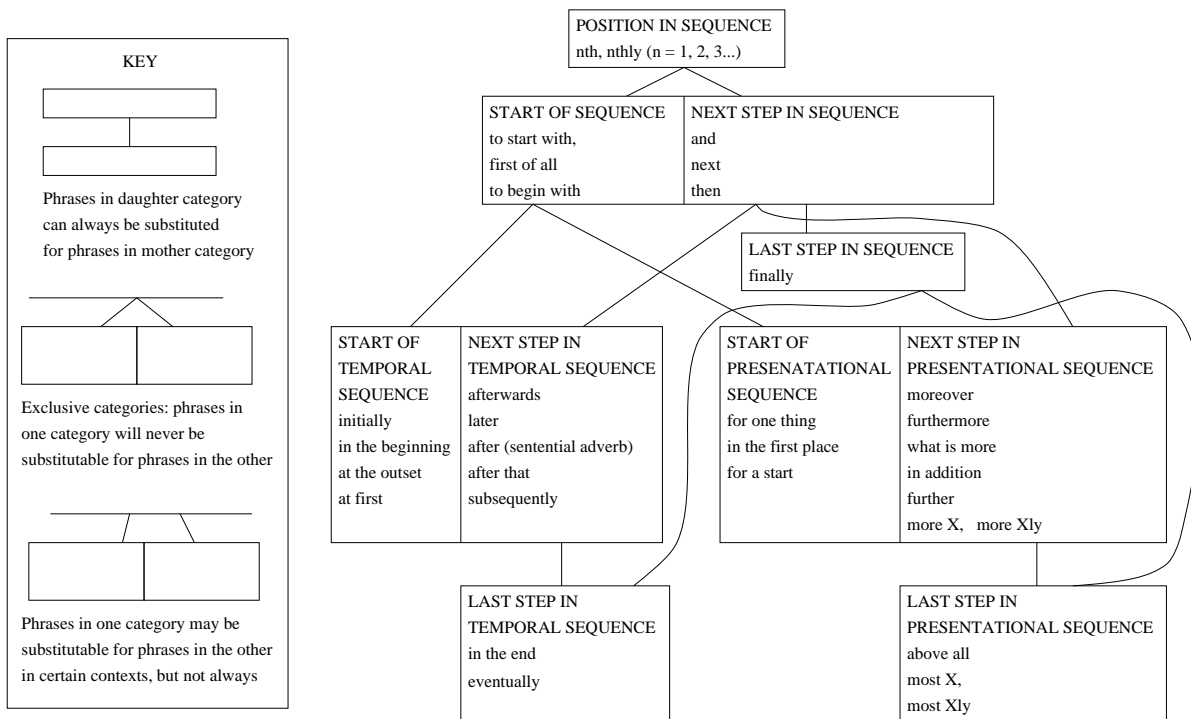 KEY
Phrases in daughter category
can always be substituted
for phrases in mother category
Exclusive categories: phrases in
one category will never be
substitutable for phrases in the other
Phrases in one category may be
substitutable for phrases in the other
in certain contexts, but not always
POSITION IN SEQUENCE
nth, nthly (n = 1, 2, 3...)
START OF SEQUENCE
to start with,
first of all
to begin with
NEXT STEP IN SEQUENCE
and
next
then
LAST STEP IN SEQUENCE
finally
START OF
TEMPORAL
SEQUENCE
initially
in the beginning
at the outset
at first
NEXT STEP IN
TEMPORAL SEQUENCE
afterwards
later
after (sentential adverb)
after that
subsequently
START OF
PRESENATATIONAL
SEQUENCE
for one thing
in the first place
for a start
NEXT STEP IN
PRESENTATIONAL SEQUENCE
moreover
furthermore
what is more
in addition
further
more X, more Xly
LAST STEP IN
TEMPORAL SEQUENCE
in the end
eventually
LAST STEP IN
PRESENTATIONAL SEQUENCE
above all
most X,
most Xly